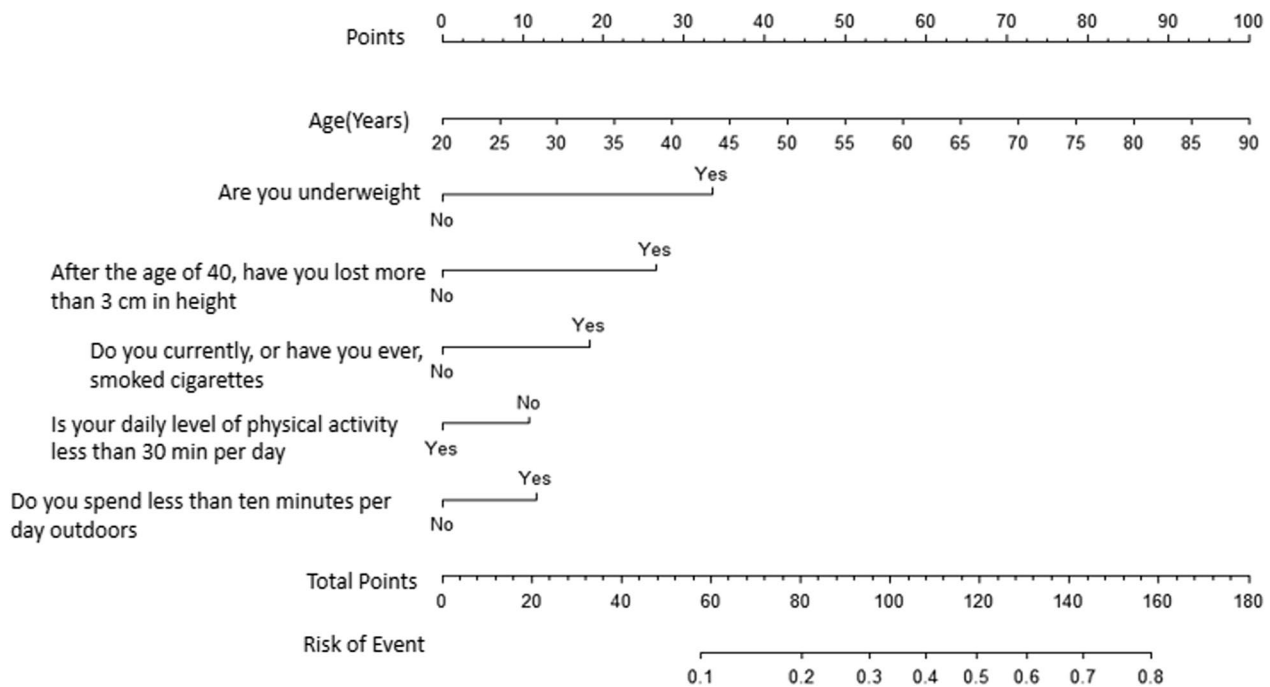 0 10 20 30 40 50 60 70 80 90 100
Points
Age(Years)
20 25 30 35 40 45 50 55 60 65 70 75 80 85 90
Yes
Are you underweight
No
Yes
After the age of 40, have you lost more
than 3 cm in height
No
Yes
Do you currently, or have you ever,
smoked cigarettes
No
No
Is your daily level of physical activity
less than 30 min per day
Yes
Yes
Do you spend less than ten minutes per
day outdoors
No
Total Points
0 20 40 60 80 100 120 140 160 180
Risk of Event
0.1 0.2 0.3 0.4 0.5 0.6 0.7 0.8